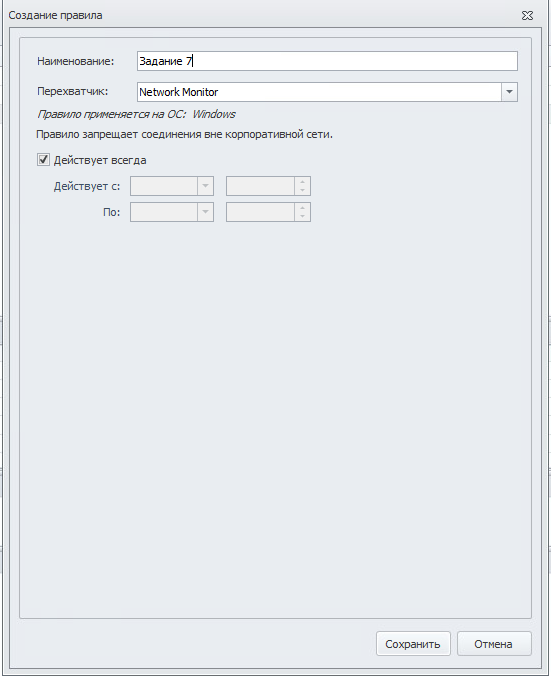 Создание правила
Наименование: Задание 7
Перехватчик: Network Monitor
Правило применяется на ОС: Windows
Правило запрещает соединения вне корпоративной сети.
Действует всегда
Действует с:
По:
Сохранить Отмена